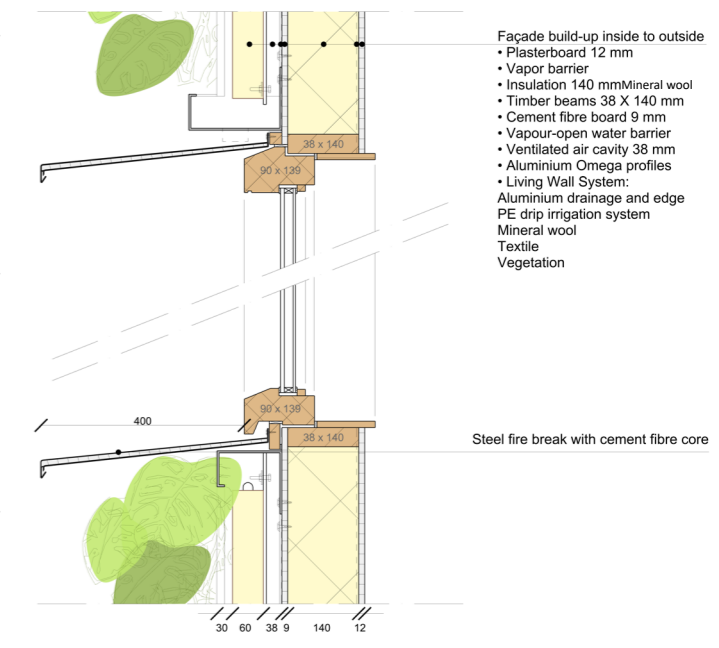 Façade build-up inside to outside
• Plasterboard 12 mm
• Vapor barrier
• Insulation 140 mmMineral wool
• Timber beams 38 X 140 mm
• Cement fibre board 9 mm
• Vapour-open water barrier
• Ventilated air cavity 38 mm
• Aluminium Omega profiles
• Living Wall System:
Aluminium drainage and edge
PE drip irrigation system
Mineral wool
Textile
Vegetation
38 x 140
90 x 139
90 x 139
400
38 x 140
Steel fire break with cement fibre core
30 60 38 9 140 12